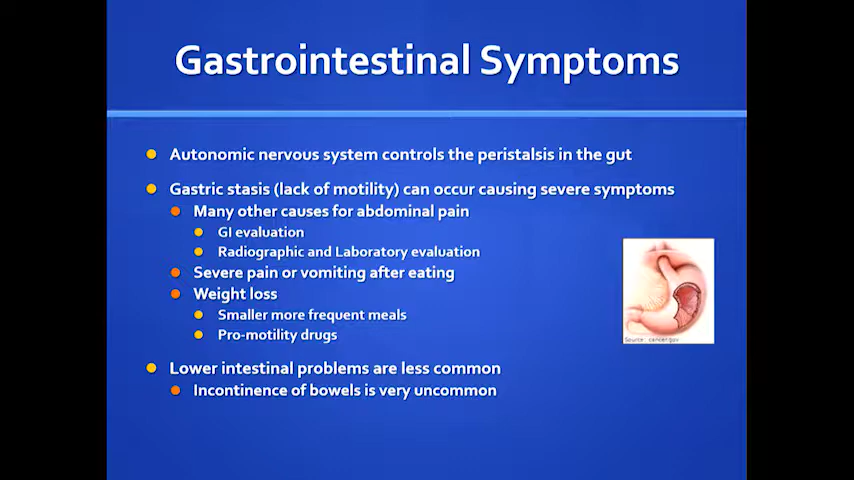 Gastrointestinal Symptoms
Autonomic nervous system controls the peristalsis in the gut
Gastric stasis (lack of motility) can occur causing severe symptoms
Many other causes for abdominal pain
GI evaluation
Radiographic and Laboratory evaluation
Severe pain or vomiting after eating
Weight loss
Smaller more frequent meals
Pro-motility drugs
Source: cancer.gov
Lower intestinal problems are less common
Incontinence of bowels is very uncommon